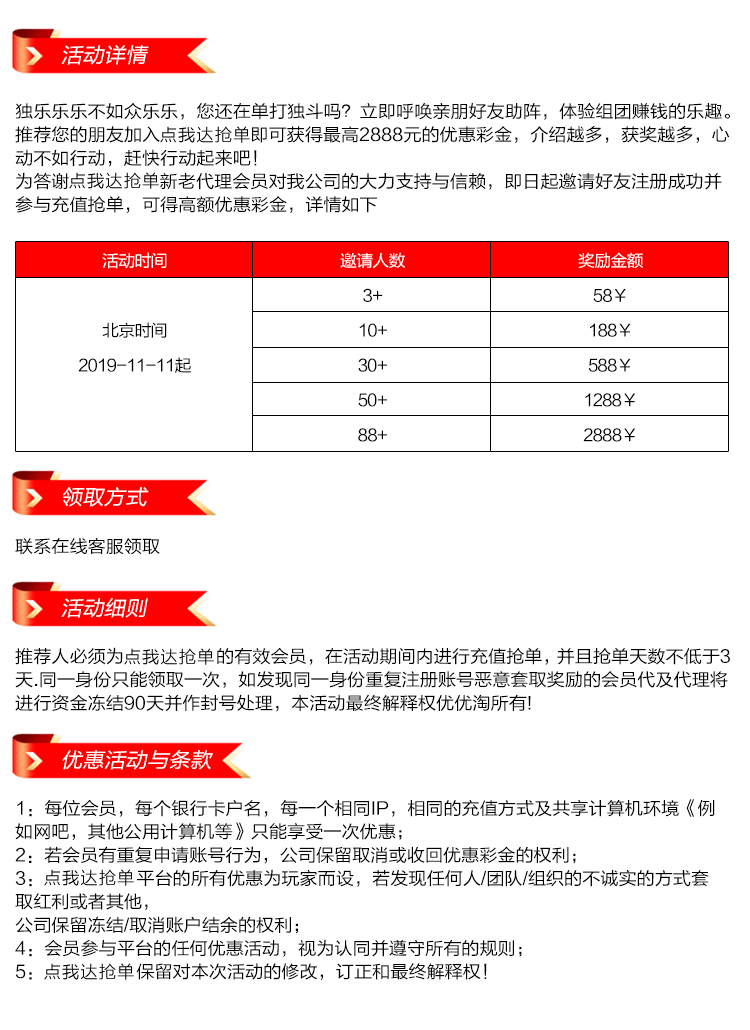 活动详情
独乐乐乐不如众乐乐，您还在单打独斗吗？立即呼唤亲朋好友助阵，体验组团赚钱的乐趣。
推荐您的朋友加入点我达抢单即可获得最高2888元的优惠彩金，介绍越多，获奖越多，心
动不如行动，赶快行动起来吧！
为答谢点我达抢单新老代理会员对我公司的大力支持与信赖，即日起邀请好友注册成功并
参与充值抢单，可得高额优惠彩金，详情如下
活动时间 邀请人数 奖励金额
3+ 58￥
北京时间 10+ 188￥
2019-11-11起 30+ 588￥
50+ 1288￥
88+ 2888￥
领取方式
联系在线客服领取
活动细则
推荐人必须为点我达抢单的有效会员，在活动期间内进行充值抢单，并且抢单天数不低于3
天.同一身份只能领取一次，如发现同一身份重复注册账号恶意套取奖励的会员代及代理将
进行资金冻结90天并作封号处理，本活动最终解释权优优淘所有!
优惠活动与条款
1：每位会员，每个银行卡户名，每一个相同IP，相同的充值方式及共享计算机环境《例
如网吧，其他公用计算机等》只能享受一次优惠；
2：若会员有重复申请账号行为，公司保留取消或收回优惠彩金的权利；
3：点我达抢单平台的所有优惠为玩家而设，若发现任何人/团队/组织的不诚实的方式套
取红利或者其他，
公司保留冻结/取消账户结余的权利；
4：会员参与平台的任何优惠活动，视为认同并遵守所有的规则；
5：点我达抢单保留对本次活动的修改，订正和最终解释权！